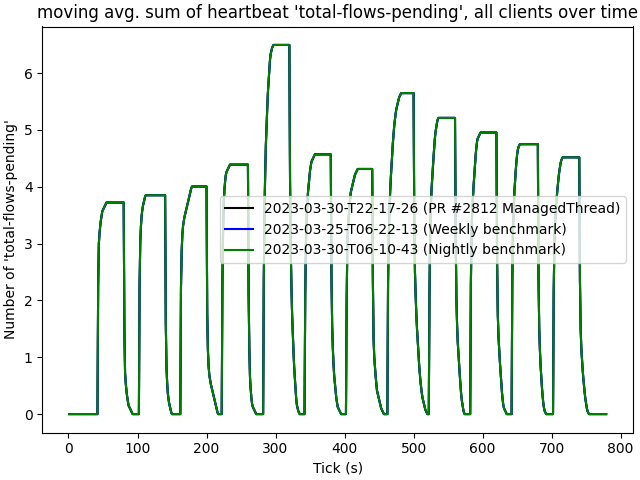 moving avg. sum of heartbeat 'total-flows-pending', all clients over time
Number of 'total-flows-pending'
6
5
4
3
2
1
0
2023-03-30-T22-17-26 (PR #2812 ManagedThread)
2023-03-25-T06-22-13 (Weekly benchmark)
2023-03-30-T06-10-43 (Nightly benchmark)
0 100 200 300 400 500 600 700 800
Tick (s)